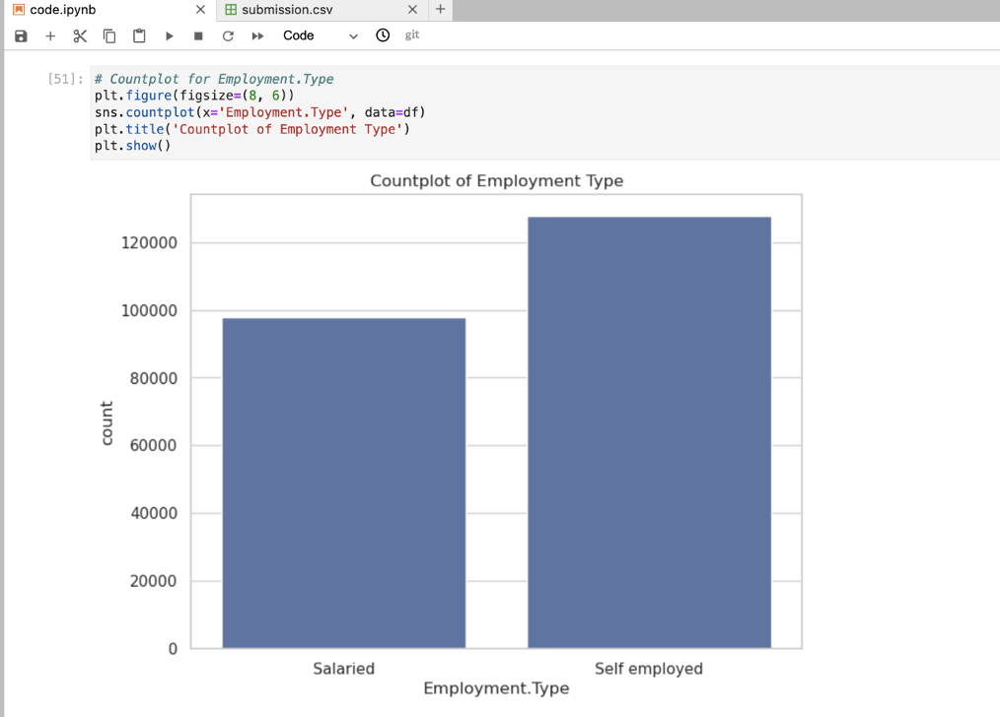 code.ipynb
submission.csv
Code
git
[51]:
# Countplot for Employment.Type
plt.figure(figsize=(8, 6))
sns.countplot(x='Employment.Type', data=df)
plt.title('Countplot of Employment Type')
plt.show()
Countplot of Employment Type
120000
100000
80000
60000
40000
20000
0
count
Salaried
Self employed
Employment.Type